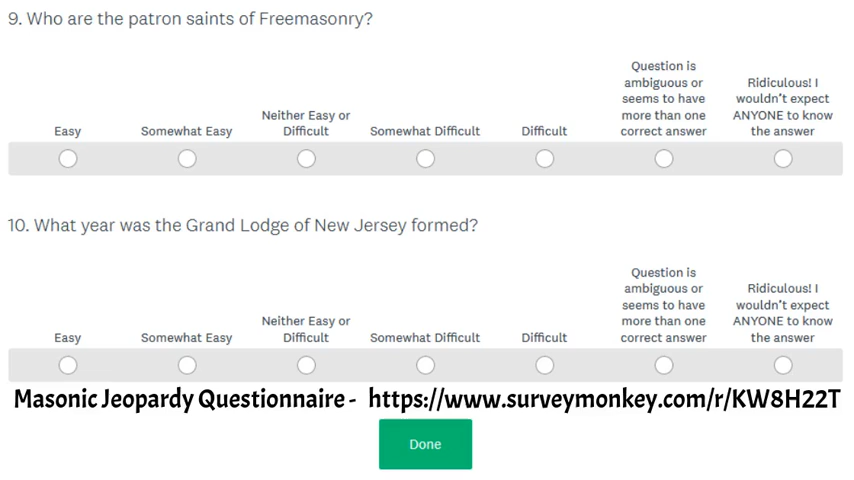 9. Who are the patron saints of Freemasonry?
Question is
ambiguous or
seems to have
more than one
correct answer
Ridiculous! I
wouldn't expect
ANYONE to know
the answer
Easy
Somewhat Easy
Neither Easy or
Difficult
Somewhat Difficult
Difficult
10. What year was the Grand Lodge of New Jersey formed?
Question is
ambiguous or
seems to have
more than one
correct answer
Ridiculous! I
wouldn't expect
ANYONE to know
the answer
Easy
Somewhat Easy
Neither Easy or
Difficult
Somewhat Difficult
Difficult
Masonic Jeopardy Questionnaire - https://www.surveymonkey.com/r/KW8H22T
Done